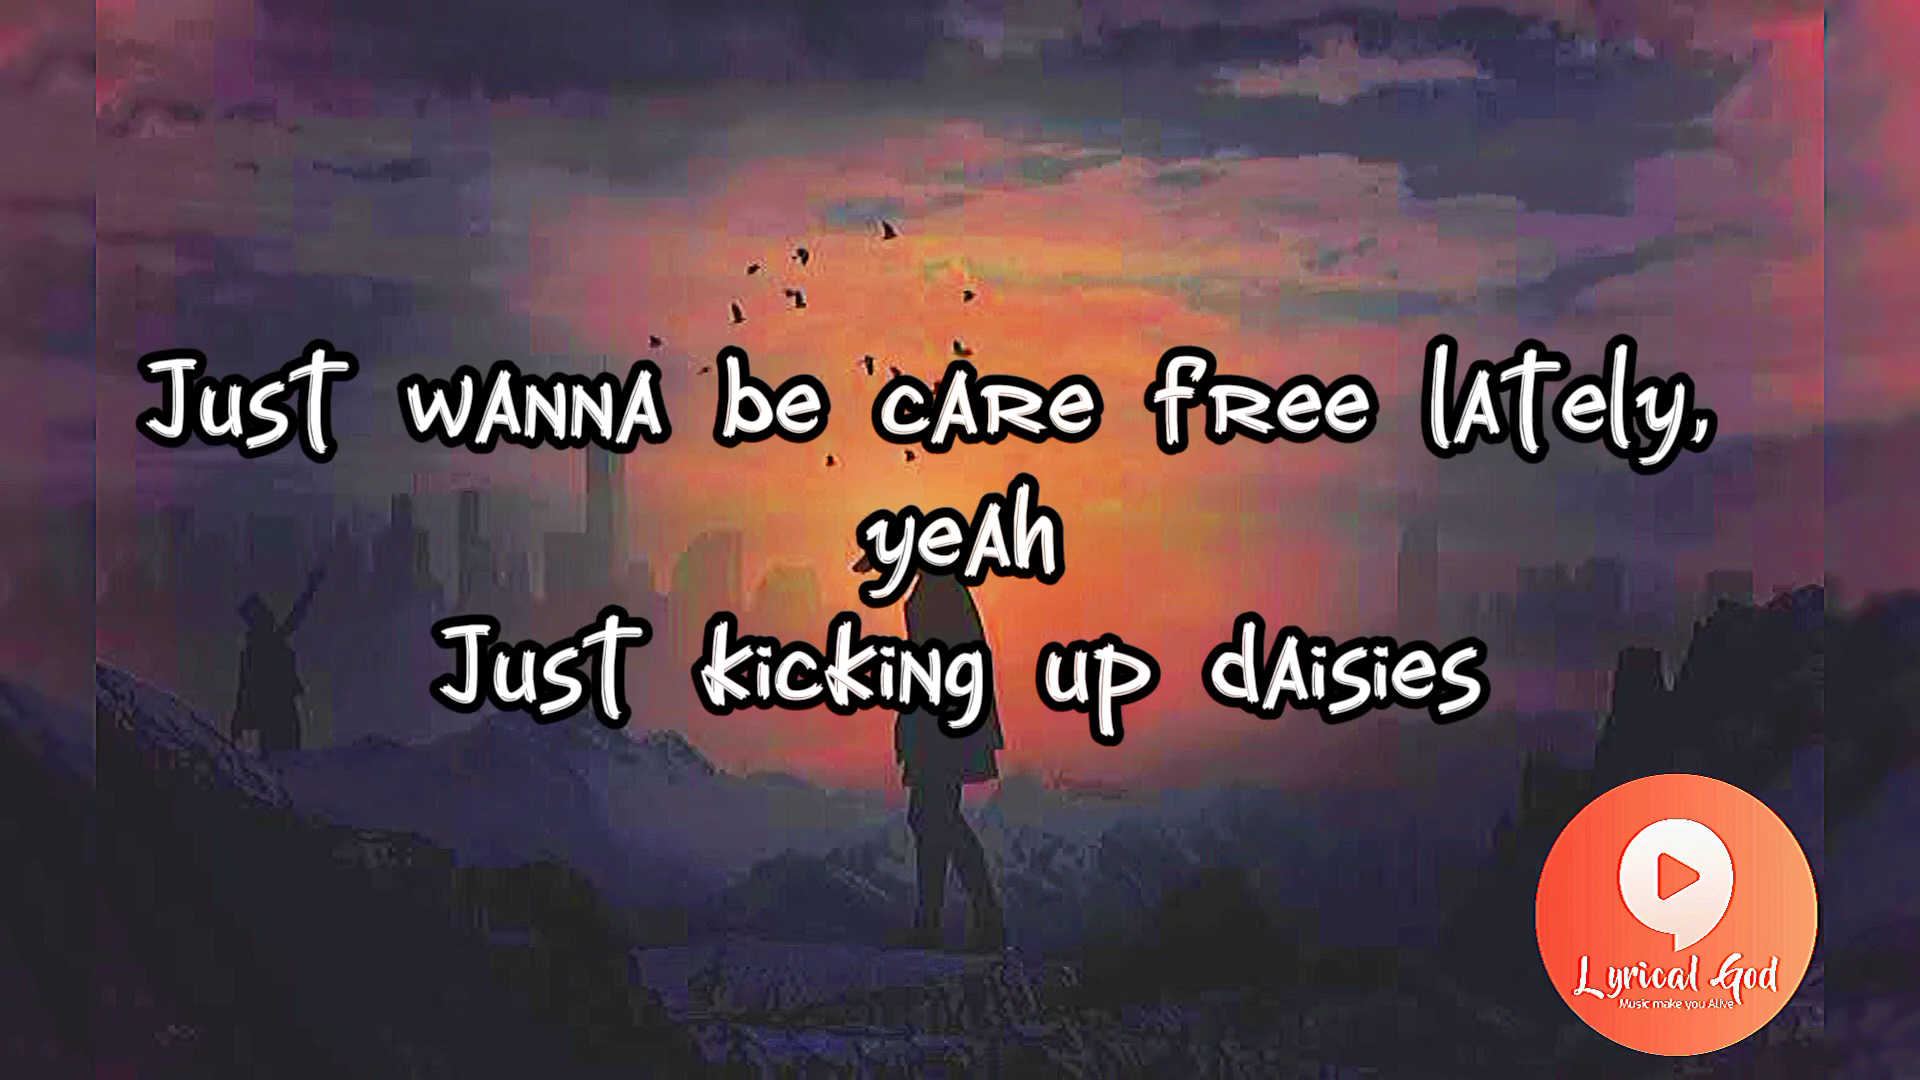 Just wanna be care free lately,
yeah
Just kicking up daisies
Lyrical God
Music make you Alive